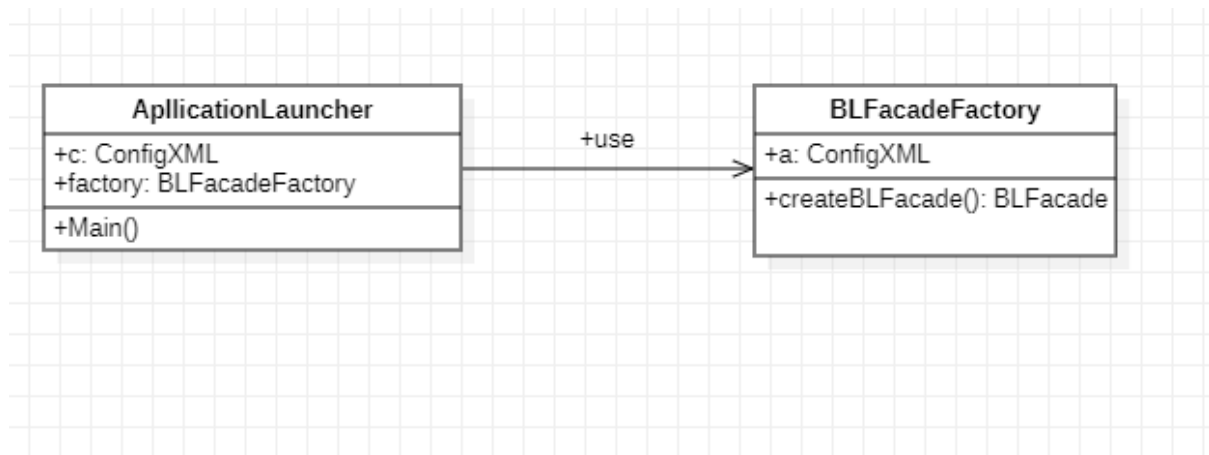 ApllicationLauncher
+c: ConfigXML
+factory: BLFacadeFactory
+Main()
+use
BLFacadeFactory
+a: ConfigXML
+createBLFacade(): BLFacade